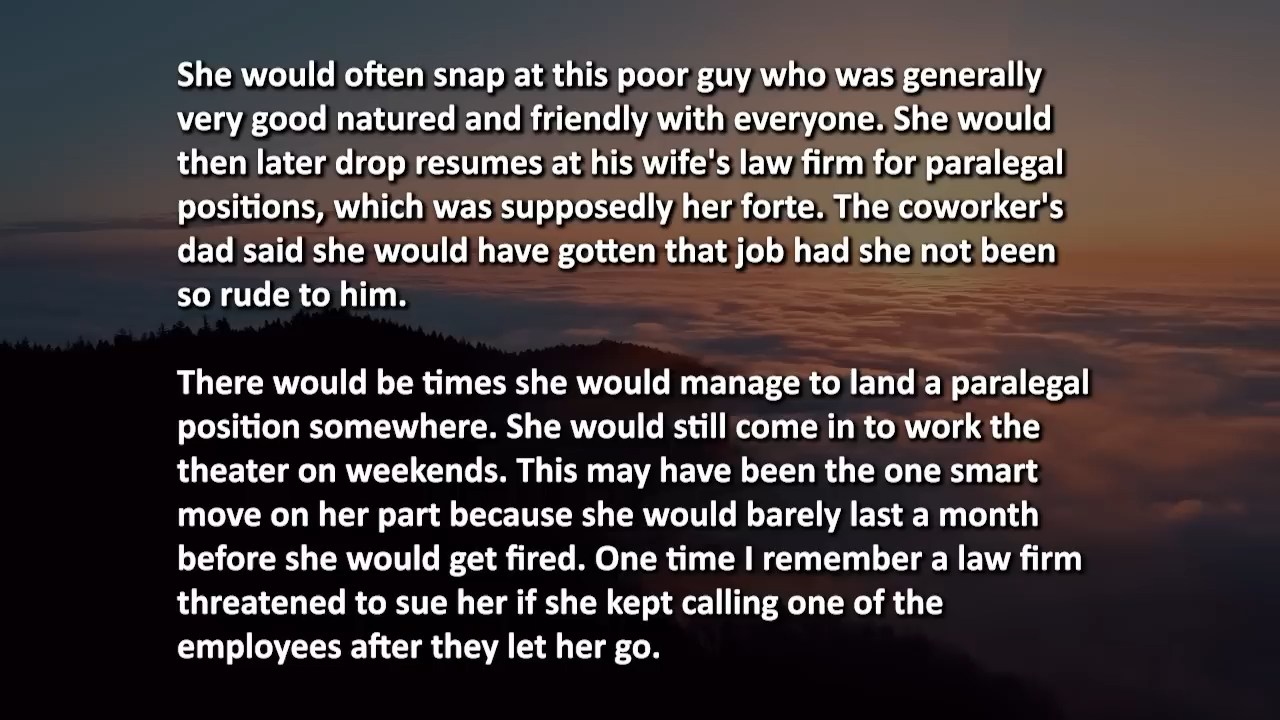 She would often snap at this poor guy who was generally
very good natured and friendly with everyone. She would
then later drop resumes at his wife's law firm for paralegal
positions, which was supposedly her forte. The coworker's
dad said she would have gotten that job had she not been
so rude to him.
There would be times she would manage to land a paralegal
position somewhere. She would still come in to work the
theater on weekends. This may have been the one smart
move on her part because she would barely last a month
before she would get fired. One time I remember a law firm
threatened to sue her if she kept calling one of the
employees after they let her go.